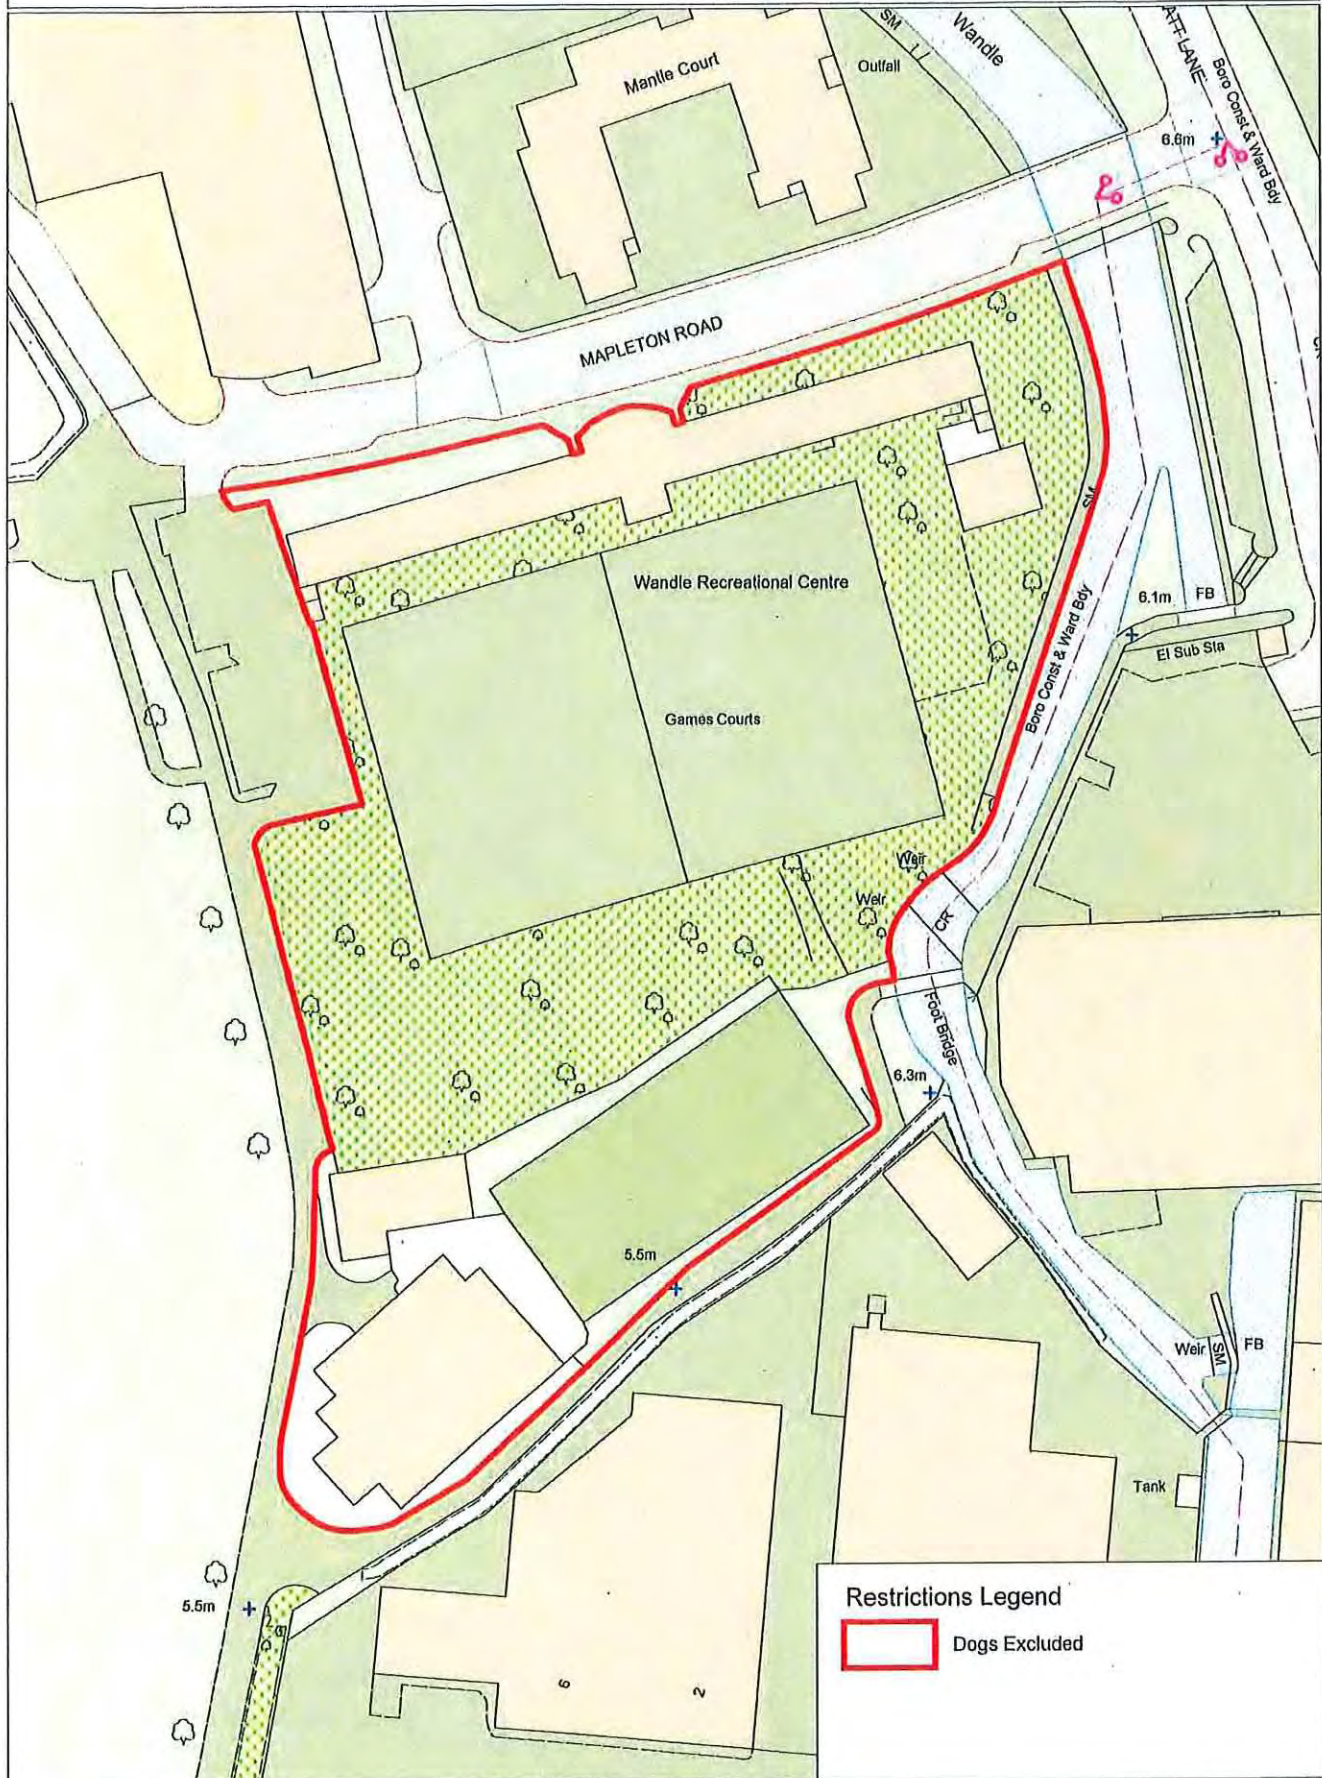 SM
Wandle
ATT LANE
Boro Const & Ward Bdy
Mantle Court
Outfall
6.6m
MAPLETON ROAD
SM
Wandle Recreational Centre
6.1m
FB
El Sub Sta
Boro Const & Ward Bdy
Games Courts
Weir
Weir
CR
Foot Bridge
6.3m
5.5m
Weir
SM
FB
Tank
5.5m
6
2
Restrictions Legend
Dogs Excluded